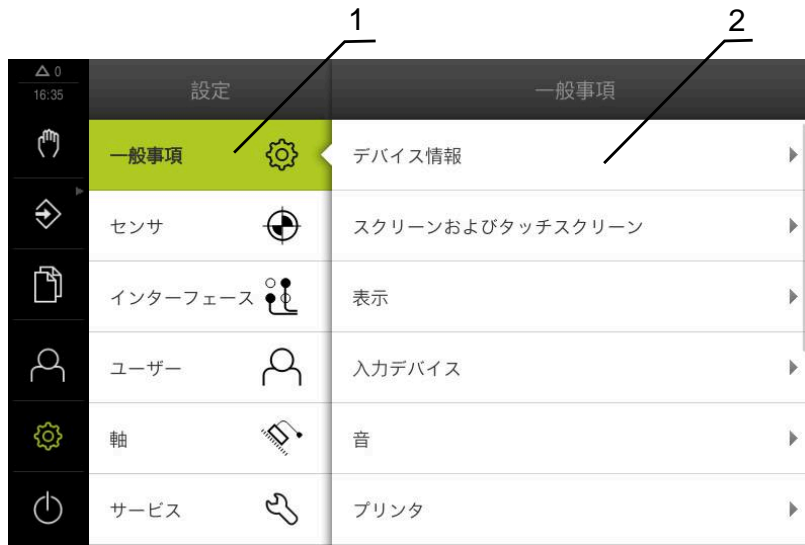 1
2
0
16:35
設定
一般事項
一般事項
デバイス情報
センサ
スクリーンおよびタッチスクリーン
インターフェース
表示
ユーザー
入力デバイス
軸
音
サービス
プリンタ